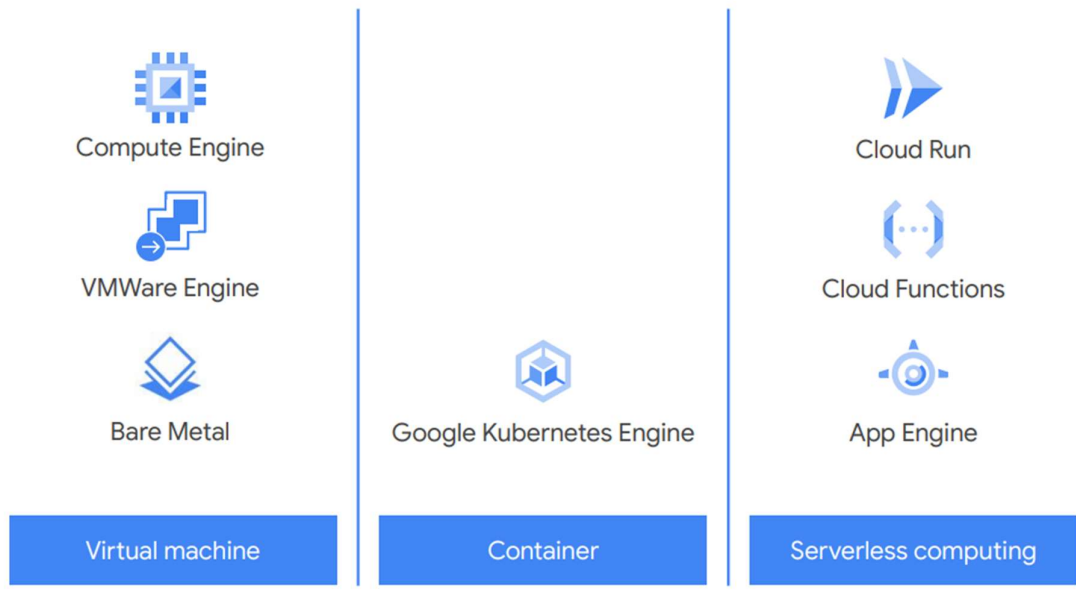 Compute Engine
VMWare Engine
Bare Metal
Virtual machine
Google Kubernetes Engine
Container
Cloud Run
Cloud Functions
App Engine
Serverless computing